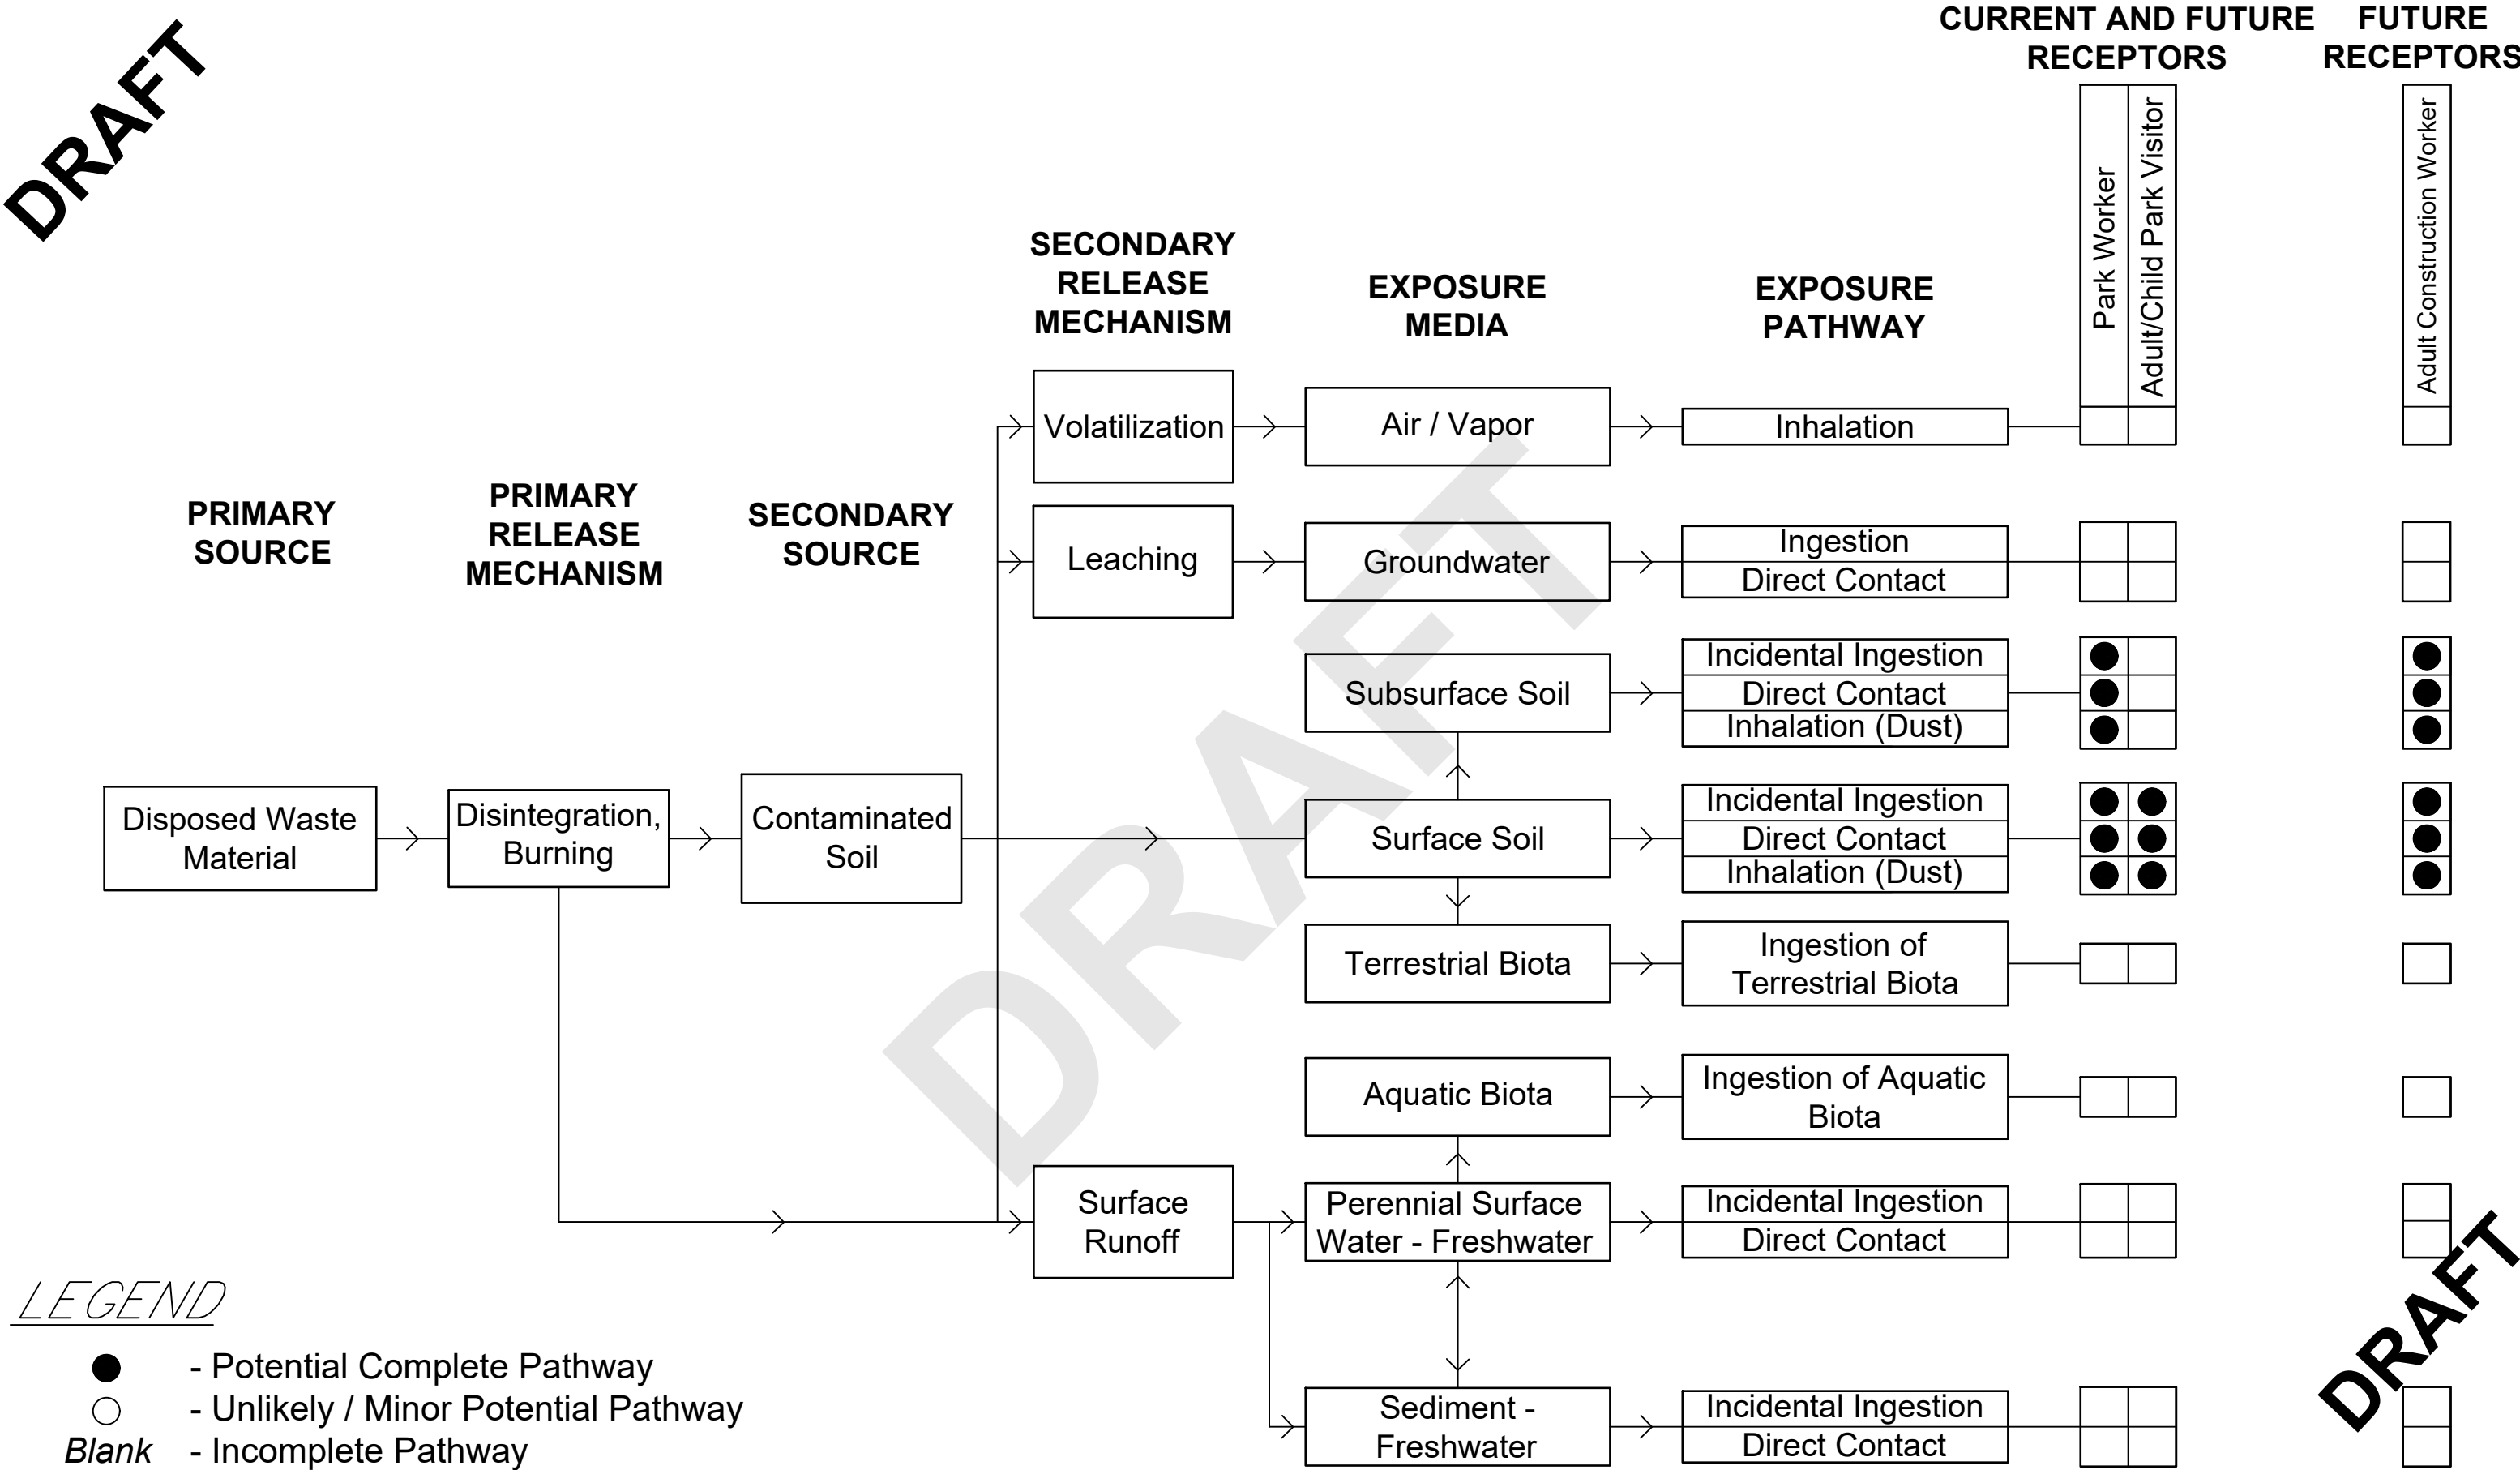 DRAFT
CURRENT AND FUTURE
RECEPTORS
FUTURE
RECEPTORS
Park Worker
Adult/Child Park Visitor
Adult Construction Worker
PRIMARY
SOURCE
PRIMARY
RELEASE
MECHANISM
SECONDARY
SOURCE
SECONDARY
RELEASE
MECHANISM
EXPOSURE
MEDIA
EXPOSURE
PATHWAY
Volatilization
Air / Vapor
Inhalation
Leaching
Groundwater
Ingestion
Direct Contact
Subsurface Soil
Incidental Ingestion
Direct Contact
Inhalation (Dust)
Disposed Waste
Material
Disintegration,
Burning
Contaminated
Soil
Surface Soil
Incidental Ingestion
Direct Contact
Inhalation (Dust)
Terrestrial Biota
Ingestion of
Terrestrial Biota
Aquatic Biota
Ingestion of Aquatic
Biota
Surface
Runoff
Perennial Surface
Water - Freshwater
Incidental Ingestion
Direct Contact
Sediment -
Freshwater
Incidental Ingestion
Direct Contact
DRAFT
DRAFT
LEGEND
- Potential Complete Pathway
- Unlikely / Minor Potential Pathway
Blank - Incomplete Pathway